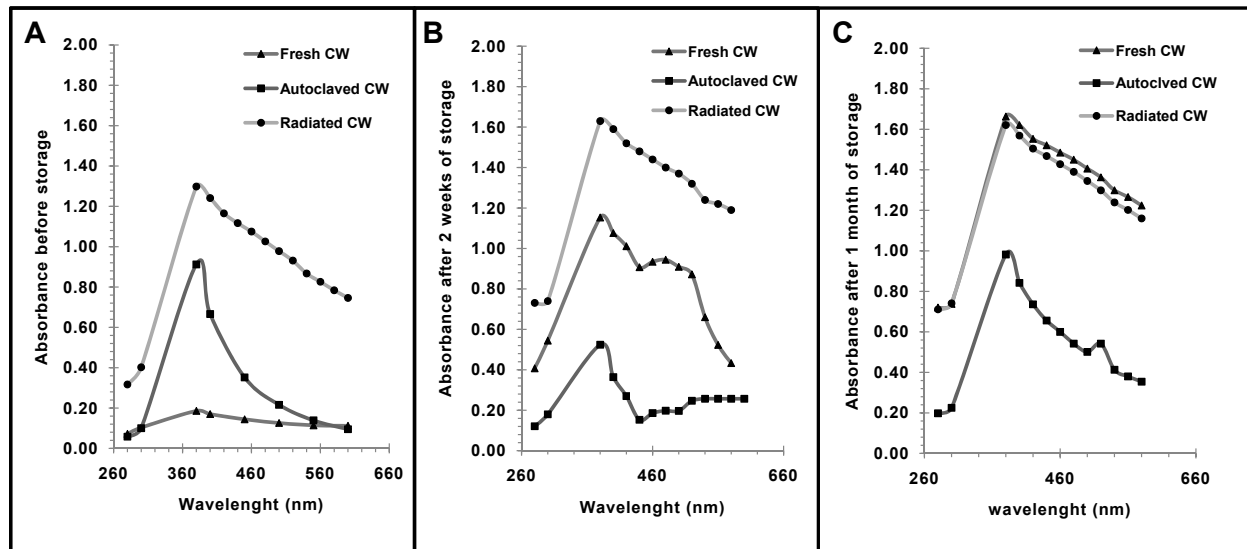 A
Absorbance before storage
2.00
1.80
1.60
1.40
1.20
1.00
0.80
0.60
0.40
0.20
0.00
260
360
460
560
660
Wavelenght (nm)
Fresh CW
Autoclaved CW
Radiated CW
B
Absorbance after 2 weeks of storage
2.00
1.80
1.60
1.40
1.20
1.00
0.80
0.60
0.40
0.20
0.00
260
460
660
Wavelenght (nm)
Fresh CW
Autoclaved CW
Radiated CW
C
Absorbance after 1 month of storage
2.00
1.80
1.60
1.40
1.20
1.00
0.80
0.60
0.40
0.20
0.00
260
460
660
wavelenght (nm)
Fresh CW
Autoclved CW
Radiated CW